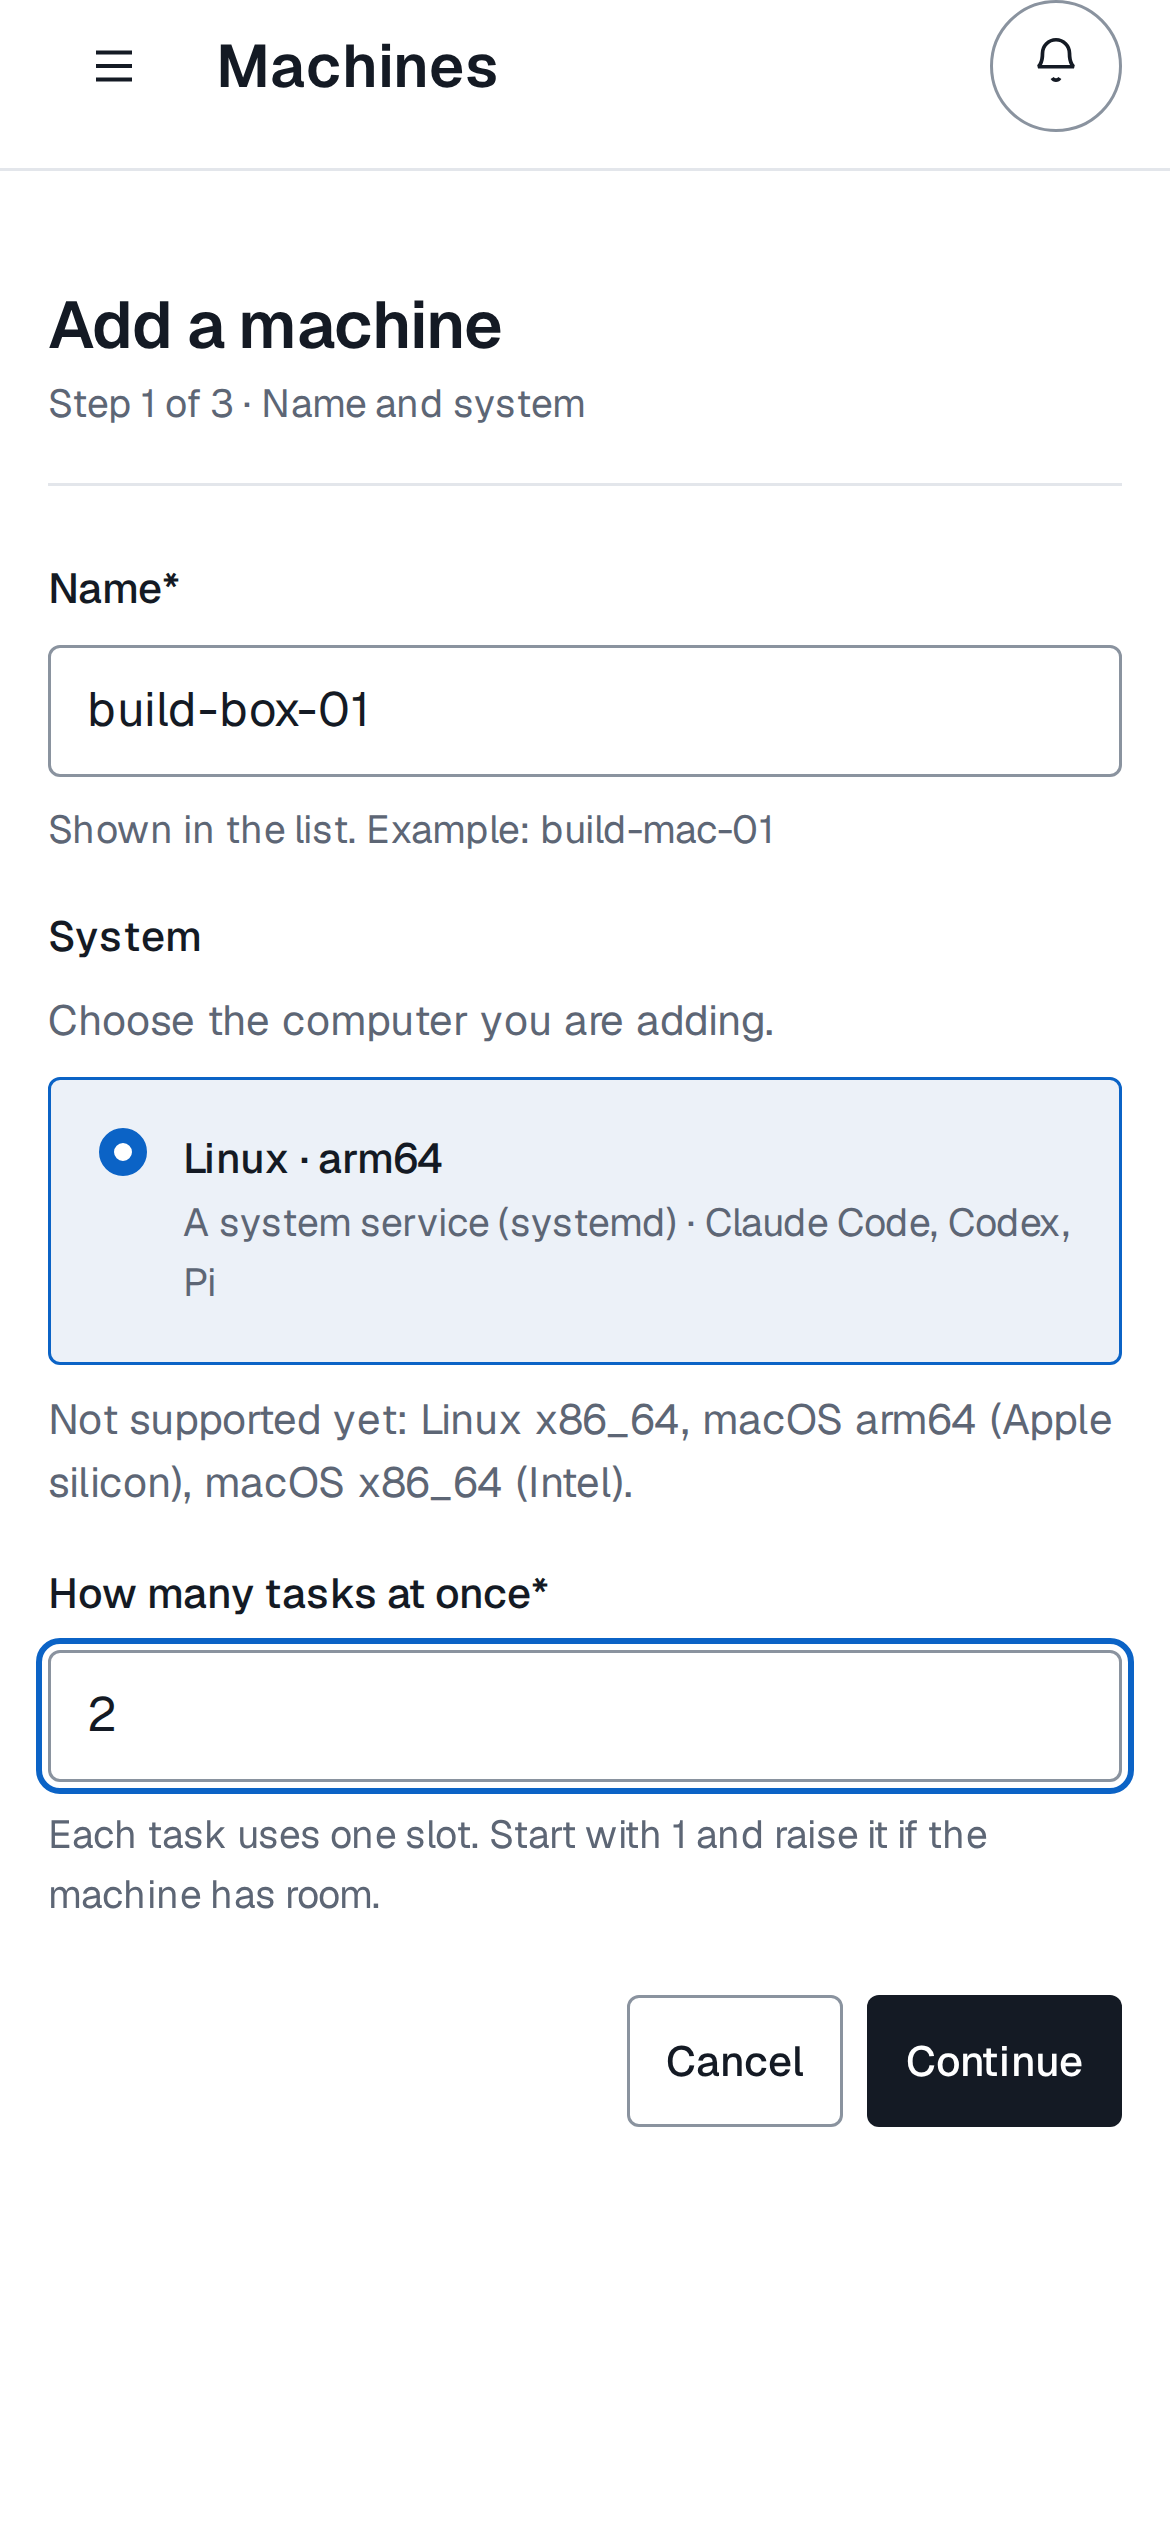 Machines
Add a machine
Step 1 of 3 · Name and system
Name*
build-box-01
Shown in the list. Example: build-mac-01
System
Choose the computer you are adding.
Linux · arm64
A system service (systemd) · Claude Code, Codex,
Pi
Not supported yet: Linux x86_64, macOS arm64 (Apple
silicon), macOS x86_64 (Intel).
How many tasks at once*
2
Each task uses one slot. Start with 1 and raise it if the
machine has room.
Cancel
Continue